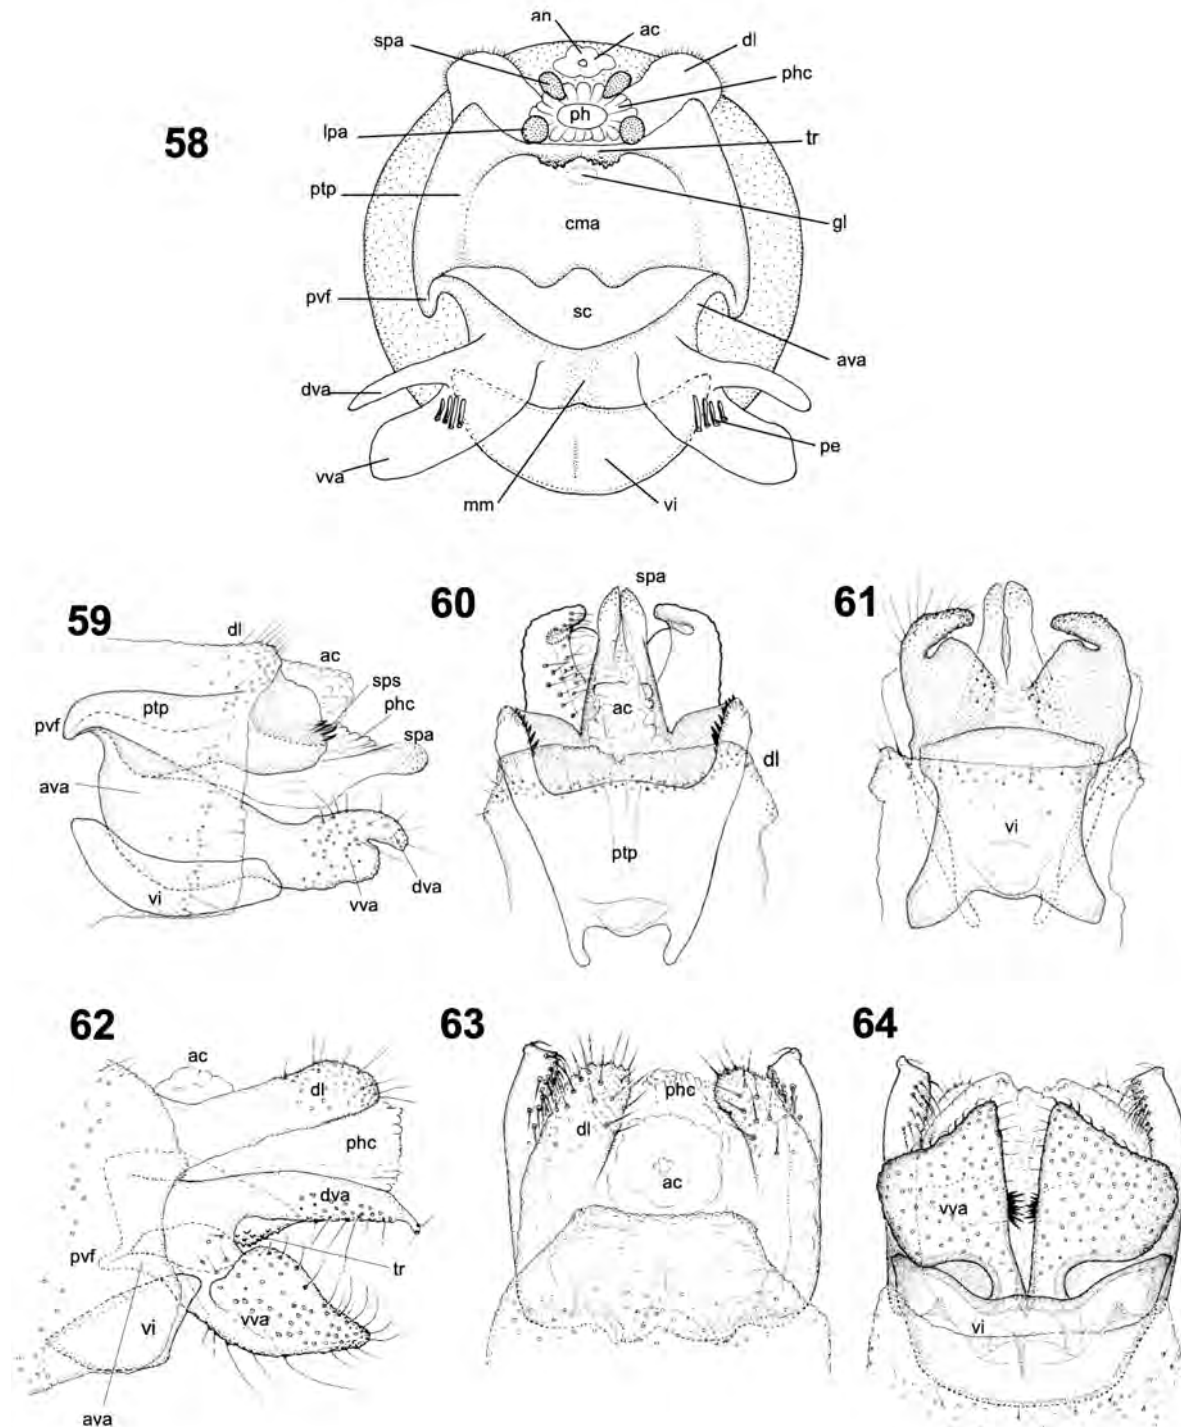 an
ac
spa
dl
phc
58
ph
lpa
tr
ptp
gl
cma
pvf
sc
ava
dva
pe
vva
mm
vi
59
dl
ac
sps
phc
spa
ptp
pvf
ava
vi
vva
dva
60
spa
ac
dl
ptp
61
vi
62
ac
dl
phc
dva
pvf
tr
vi
vva
ava
63
phc
dl
ac
64
vva
vi